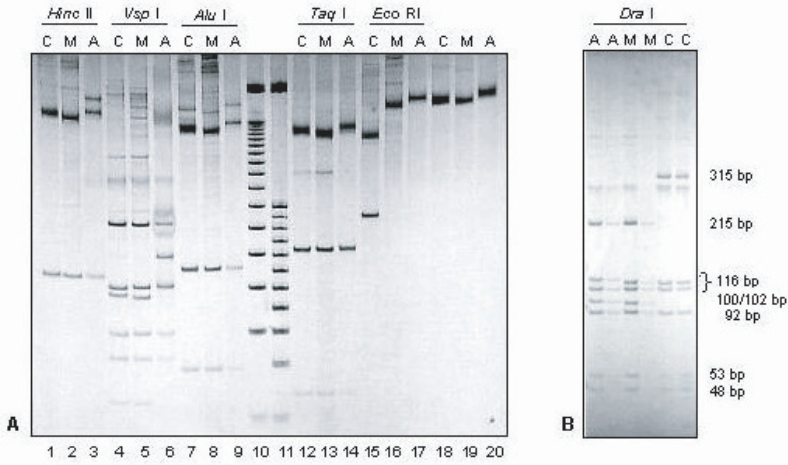 Hinc II Vsp I Alu I Taq I Eco RI
C M A C M A C M A C M A C M A C M A
A
1 2 3 4 5 6 7 8 9 10 11 12 13 14 15 16 17 18 19 20
Dra I
A A M M C C
315 bp
215 bp
116 bp
100/102 bp
92 bp
53 bp
48 bp
B